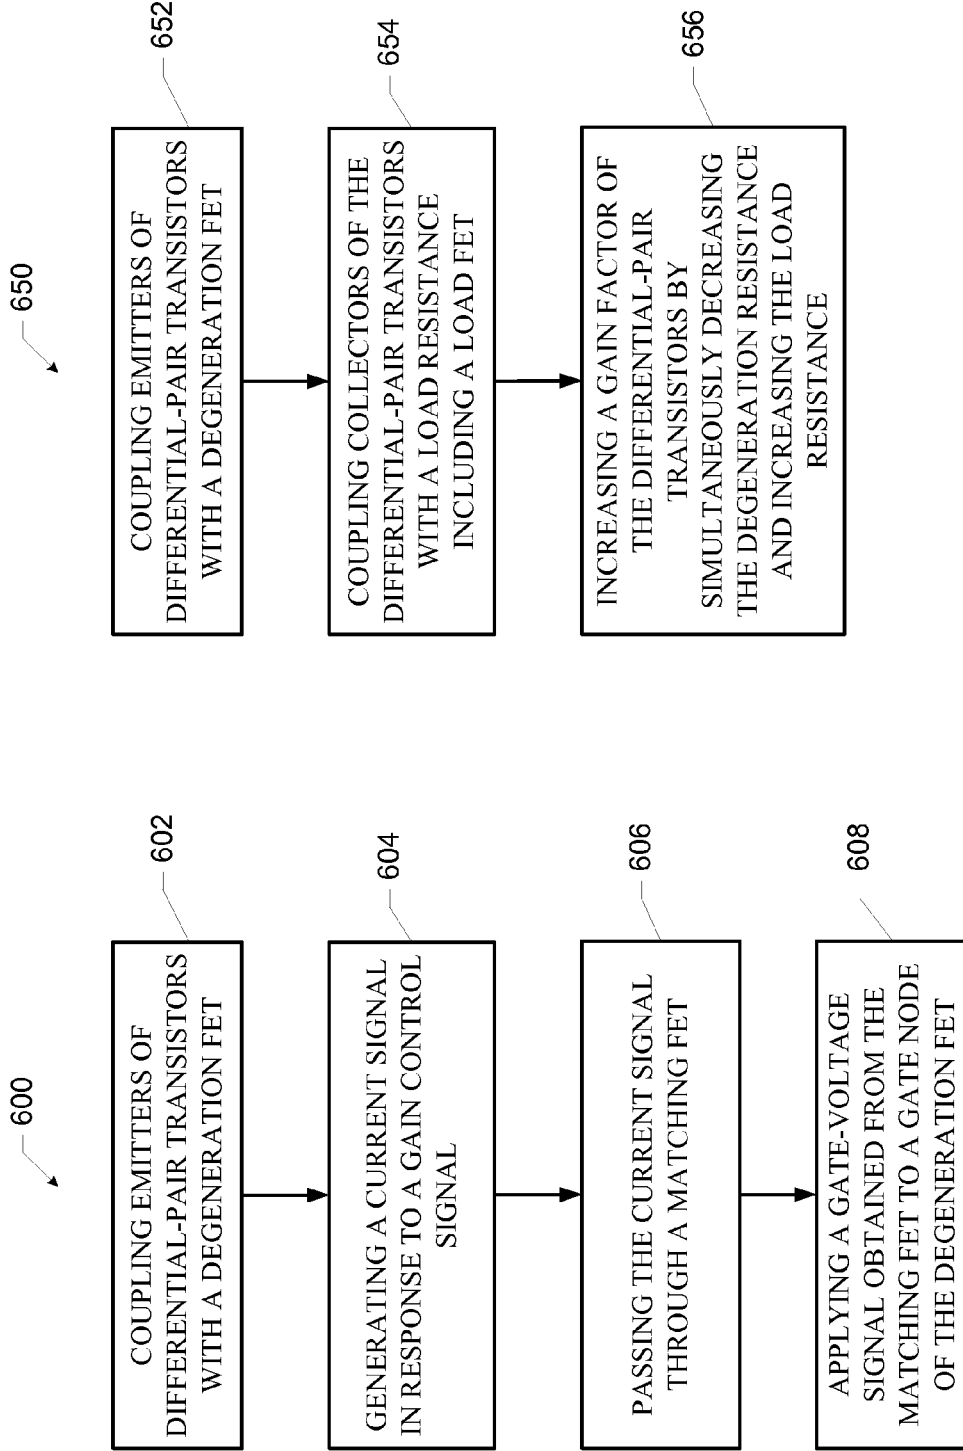 600
COUPLING EMITTERS OF
DIFFERENTIAL-PAIR TRANSISTORS
WITH A DEGENERATION FET
602
GENERATING A CURRENT SIGNAL
IN RESPONSE TO A GAIN CONTROL
SIGNAL
604
PASSING THE CURRENT SIGNAL
THROUGH A MATCHING FET
606
APPLYING A GATE-VOLTAGE
SIGNAL OBTAINED FROM THE
MATCHING FET TO A GATE NODE
OF THE DEGENERATION FET
608
650
COUPLING EMITTERS OF
DIFFERENTIAL-PAIR TRANSISTORS
WITH A DEGENERATION FET
652
COUPLING COLLECTORS OF THE
DIFFERENTIAL-PAIR TRANSISTORS
WITH A LOAD RESISTANCE
INCLUDING A LOAD FET
654
INCREASING A GAIN FACTOR OF
THE DIFFERENTIAL-PAIR
TRANSISTORS BY
SIMULTANEOUSLY DECREASING
THE DEGENERATION RESISTANCE
AND INCREASING THE LOAD
RESISTANCE
656